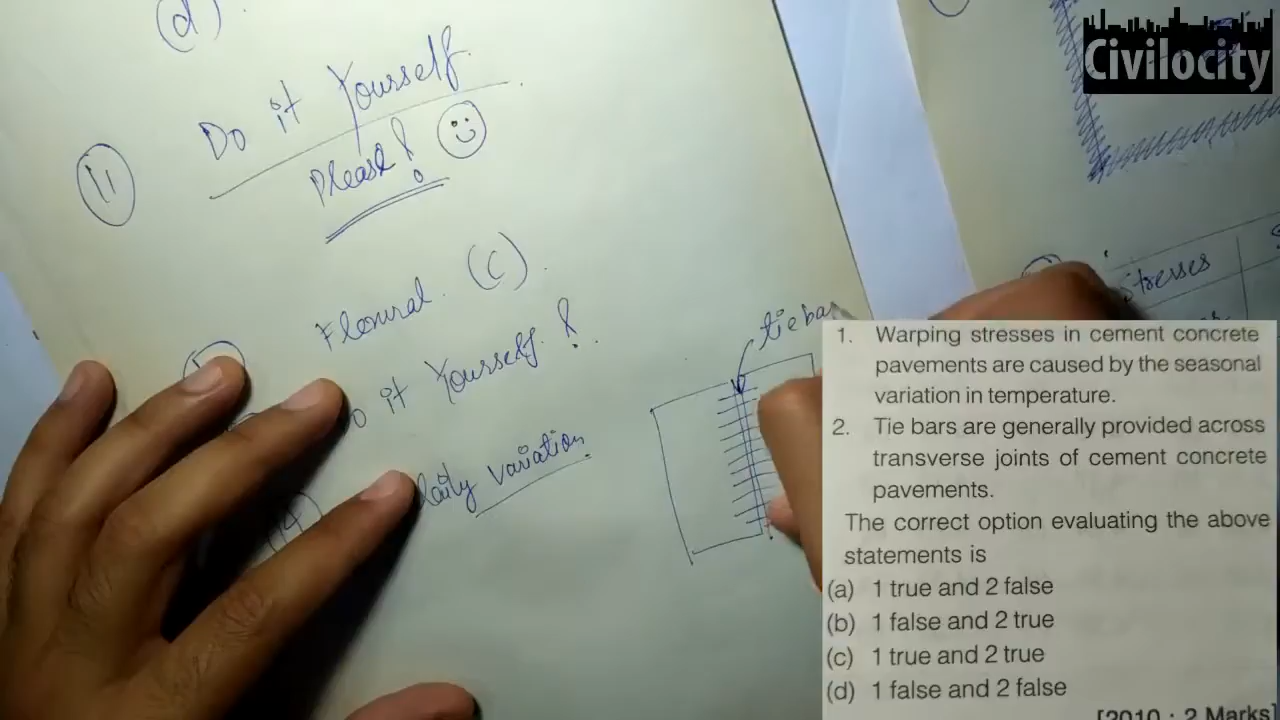 (d).
Do it Yourself.
11
Please!
Flexural. (C).
it Yourself!
daily variation.
tie bar
Stresses
Civilocity
1. Warping stresses in cement concrete
pavements are caused by the seasonal
variation in temperature.
2. Tie bars are generally provided across
transverse joints of cement concrete
pavements.
The correct option evaluating the above
statements is
(a) 1 true and 2 false
(b) 1 false and 2 true
(c) 1 true and 2 true
(d) 1 false and 2 false
[2010 : 2 Marks]